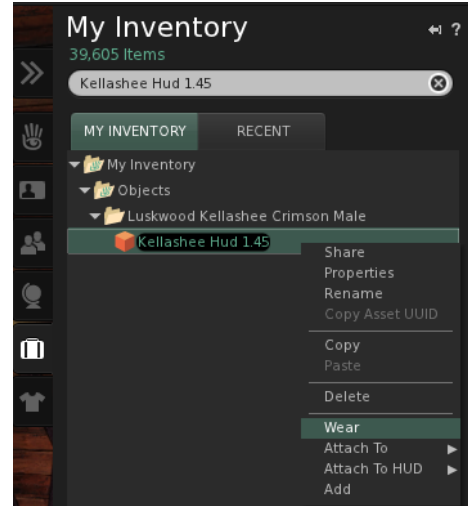 My Inventory
?
39,605 Items
Kellashee Hud 1.45
MY INVENTORY RECENT
My Inventory
Objects
Luskwood Kellashee Crimson Male
Kellashee Hud 1.45
Share
Properties
Rename
Copy Asset UUID
Copy
Paste
Delete
Wear
Attach To
Attach To HUD
Add